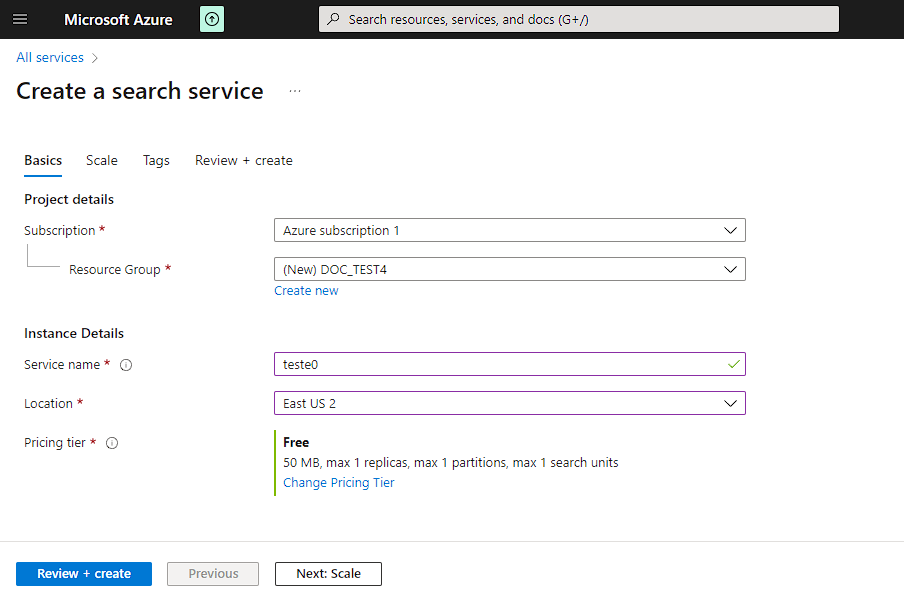 Microsoft Azure
Search resources, services, and docs (G+/)
All services
Create a search service ...
Basics Scale Tags Review + create
Project details
Subscription * Azure subscription 1
Resource Group * (New) DOC_TEST4
Create new
Instance Details
Service name * teste0
Location * East US 2
Pricing tier * Free
50 MB, max 1 replicas, max 1 partitions, max 1 search units
Change Pricing Tier
Review + create Previous Next: Scale